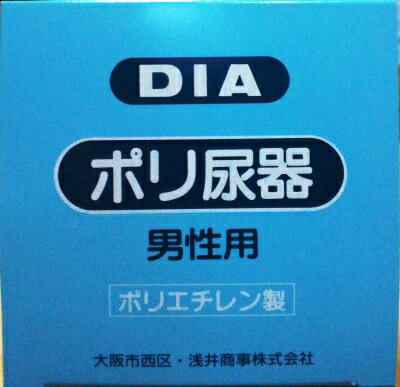 DIA
ポリ尿器
男性用
ポリエチレン製
大阪市西区・浅井商事株式会社